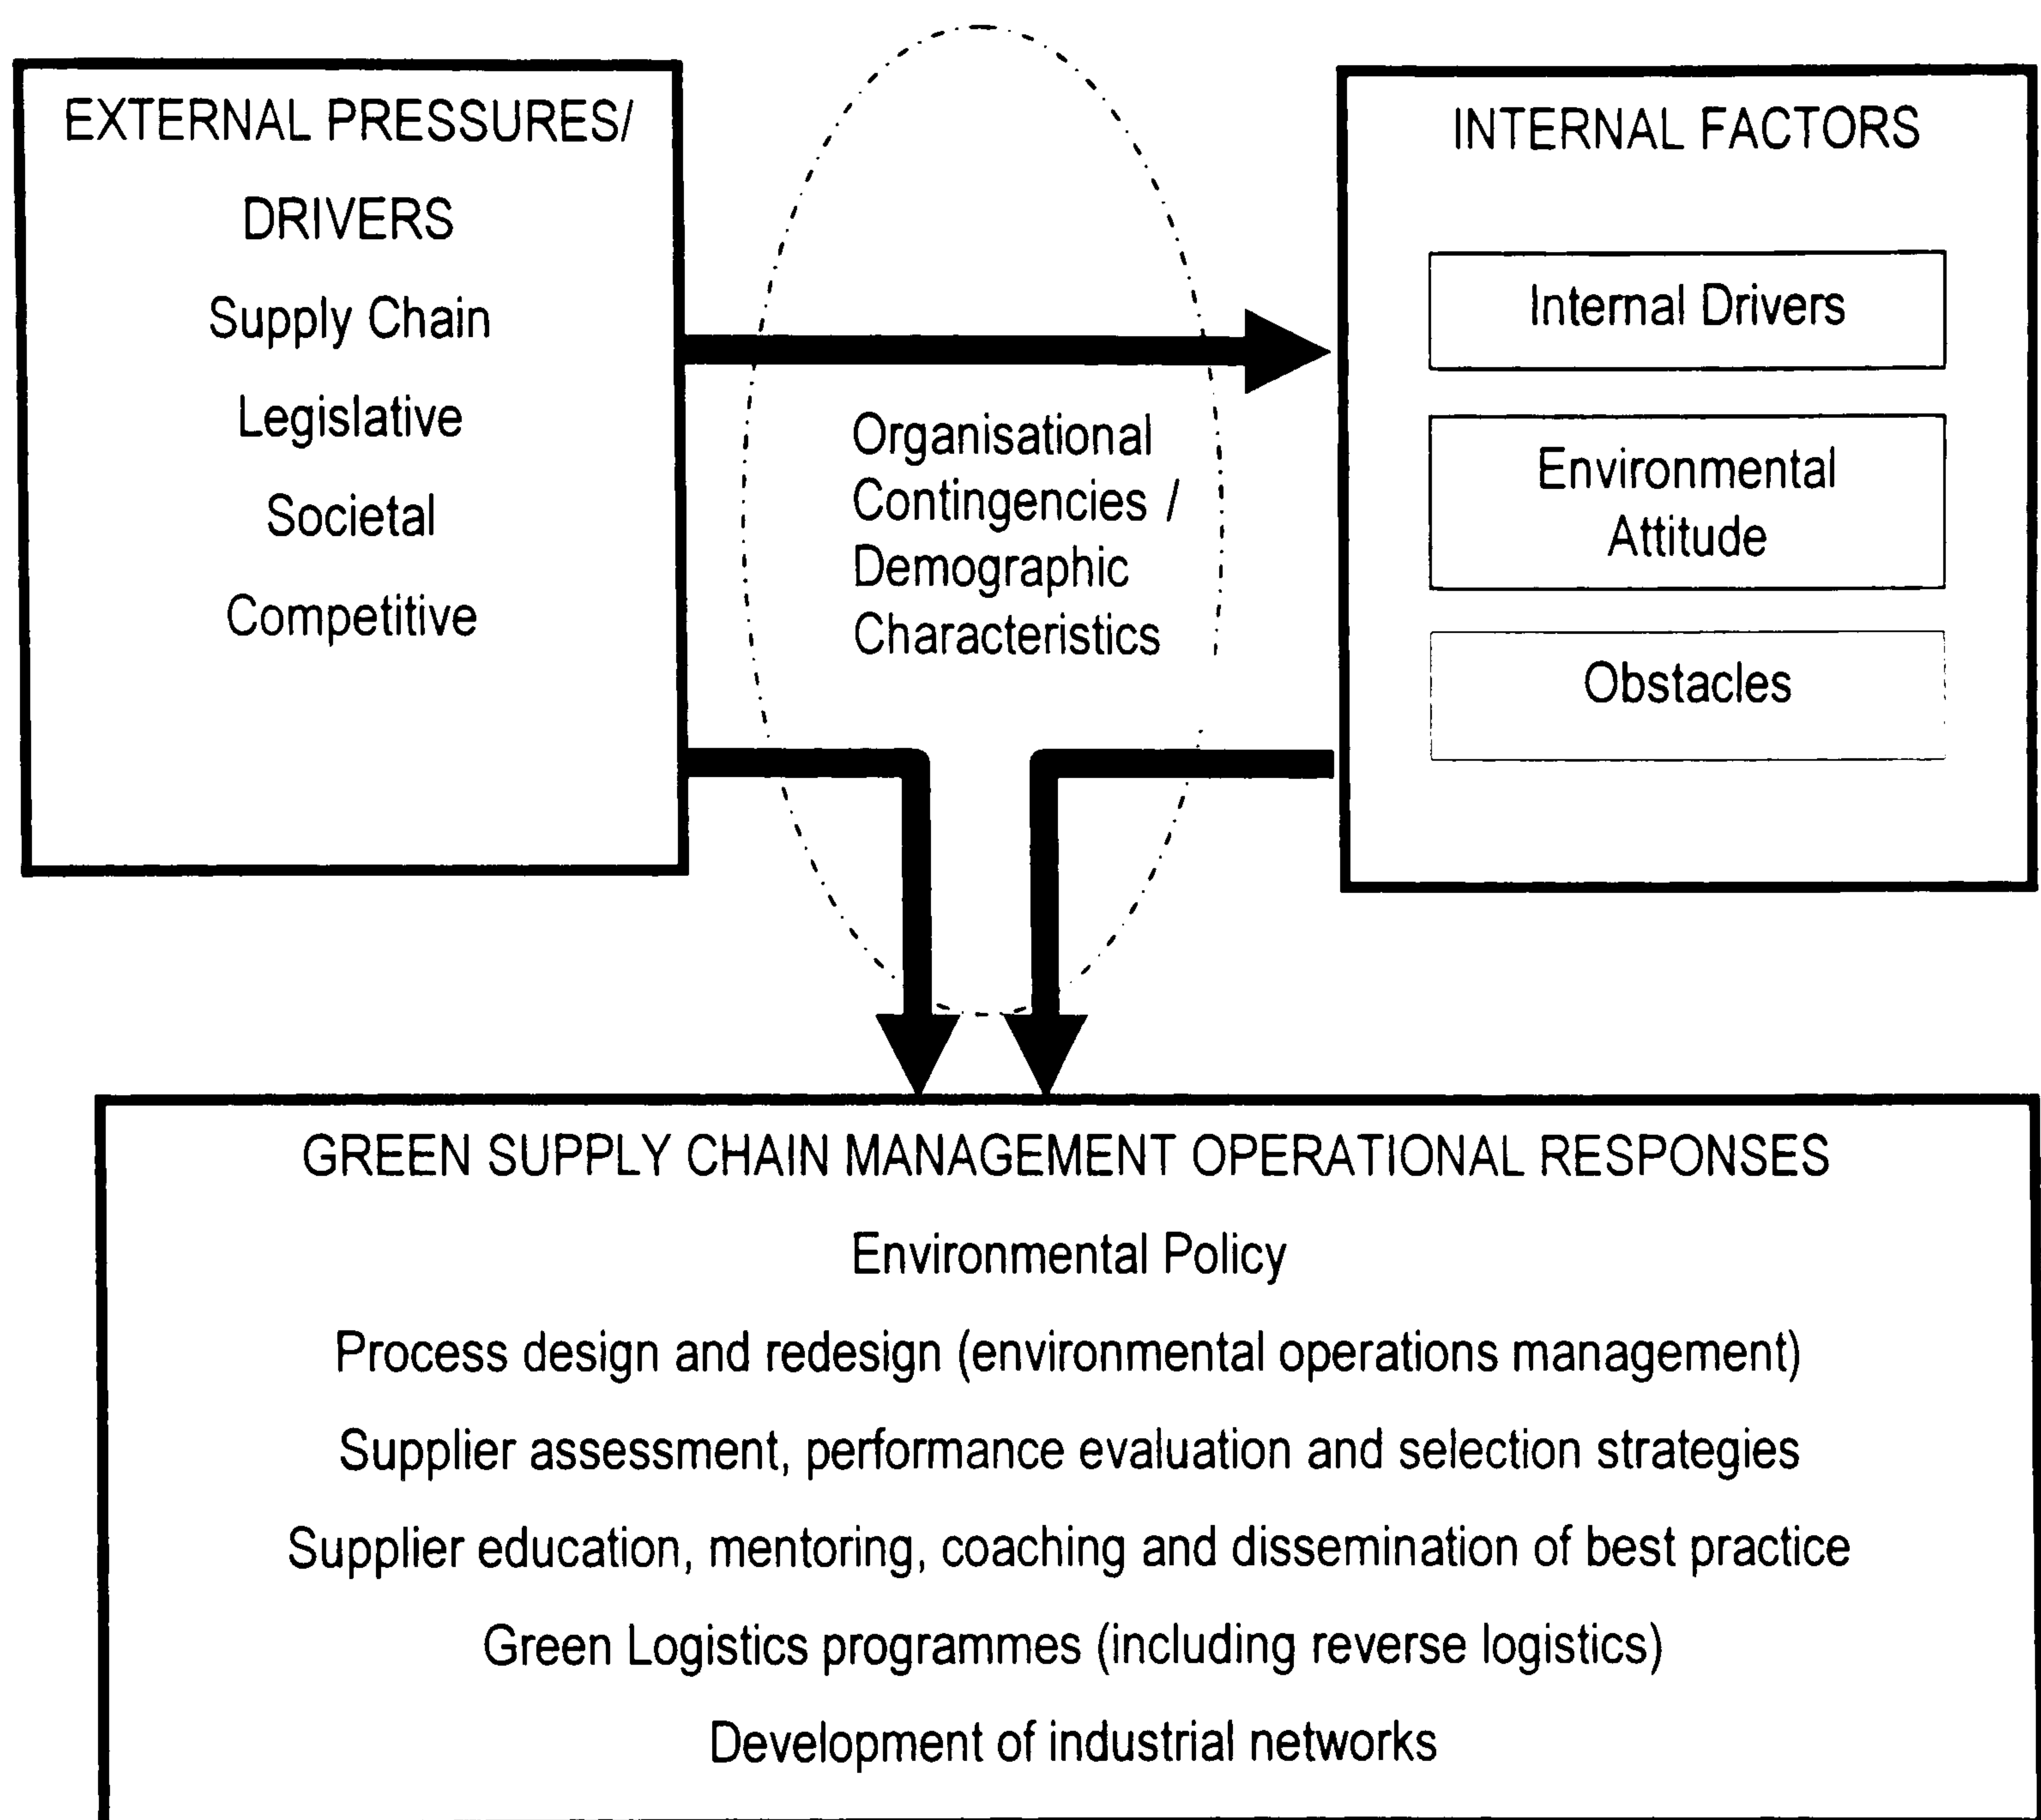 EXTERNAL PRESSURES/
DRIVERS
Supply Chain
Legislative
Societal
Competitive
Organisational
Contingencies /
Demographic
Characteristics
INTERNAL FACTORS
Internal Drivers
Environmental
Attitude
Obstacles
GREEN SUPPLY CHAIN MANAGEMENT OPERATIONAL RESPONSES
Environmental Policy
Process design and redesign (environmental operations management)
Supplier assessment, performance evaluation and selection strategies
Supplier education, mentoring, coaching and dissemination of best practice
Green Logistics programmes (including reverse logistics)
Development of industrial networks